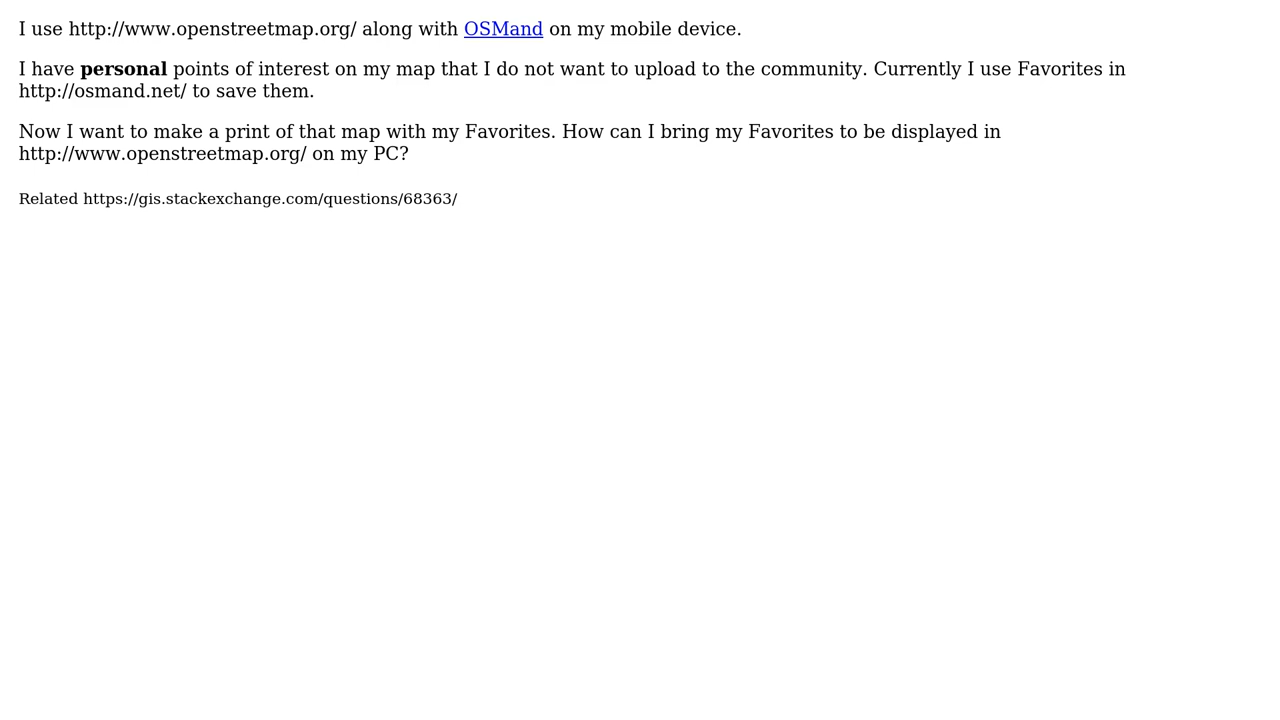 I use http://www.openstreetmap.org/ along with OSMand on my mobile device.
I have personal points of interest on my map that I do not want to upload to the community. Currently I use Favorites in
http://osmand.net/ to save them.
Now I want to make a print of that map with my Favorites. How can I bring my Favorites to be displayed in
http://www.openstreetmap.org/ on my PC?
Related https://gis.stackexchange.com/questions/68363/